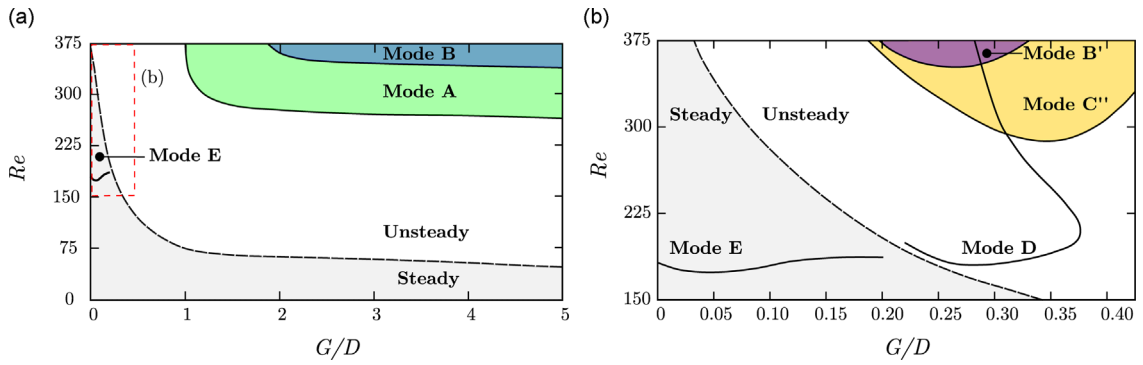 (a)
375
300
225
150
75
0
Re
Mode B
Mode A
(b)
Mode E
Unsteady
Steady
0
1
2
3
4
5
G/D
(b)
375
300
225
150
Re
Mode B'
Mode C''
Steady
Unsteady
Mode E
Mode D
0
0.05
0.10
0.15
0.20
0.25
0.30
0.35
0.40
G/D